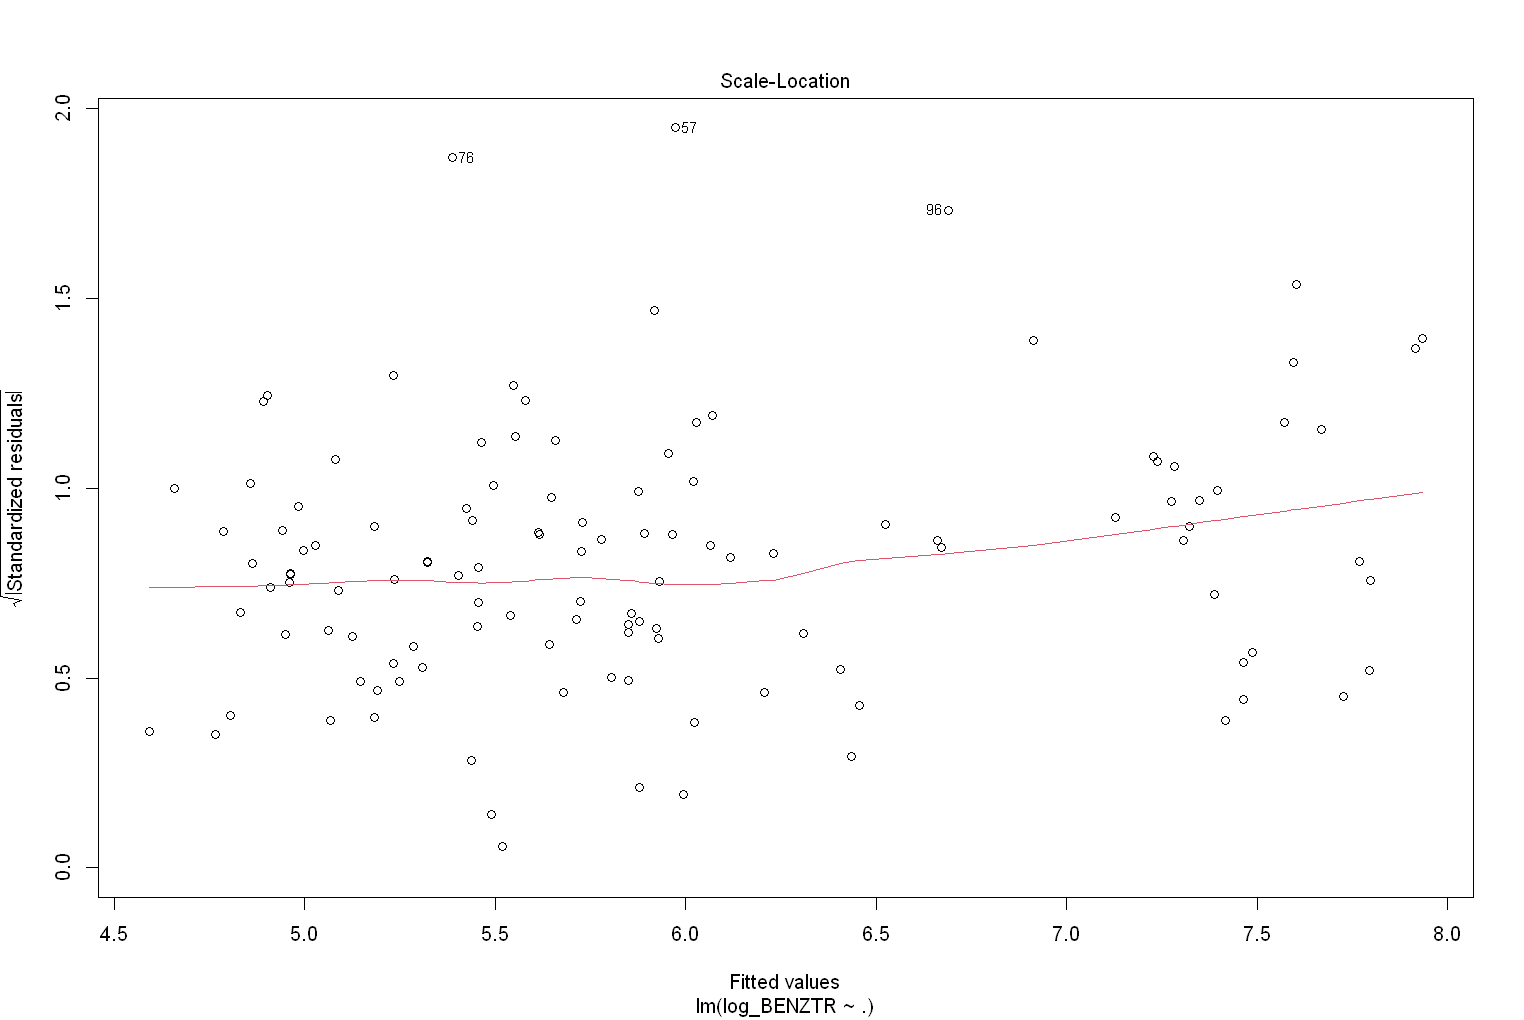 Scale-Location
√|Standardized residuals|
2.0
1.5
1.0
0.5
0.0
57
76
96
4.5 5.0 5.5 6.0 6.5 7.0 7.5 8.0
Fitted values
lm(log_BENZTR ~ .)